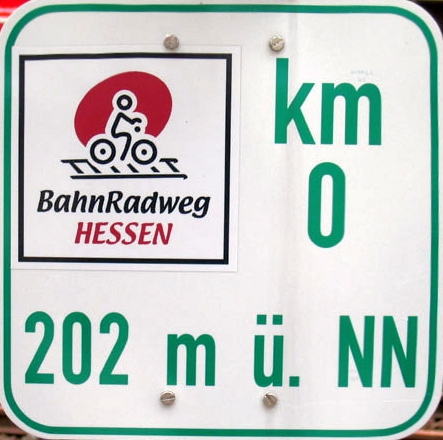 km
0
BahnRadweg
HESSEN
202 m ü. NN